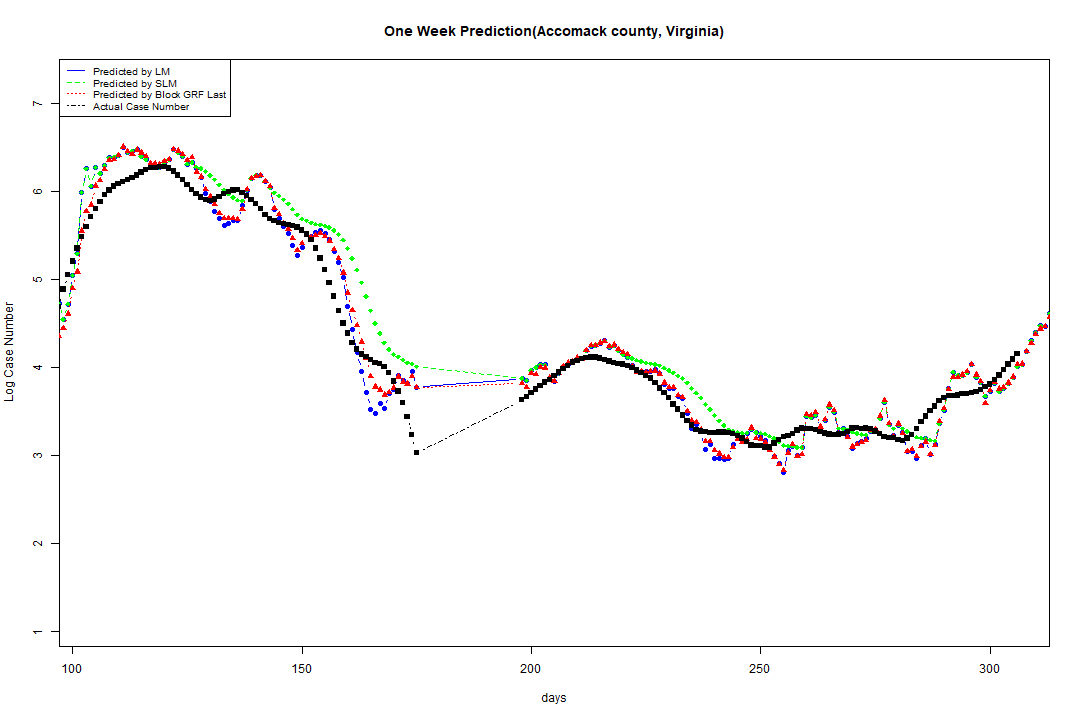 One Week Prediction(Accomack county, Virginia)
Predicted by LM
Predicted by SLM
Predicted by Block GRF Last
Actual Case Number
7
6
5
4
3
2
1
Log Case Number
100 150 200 250 300
days